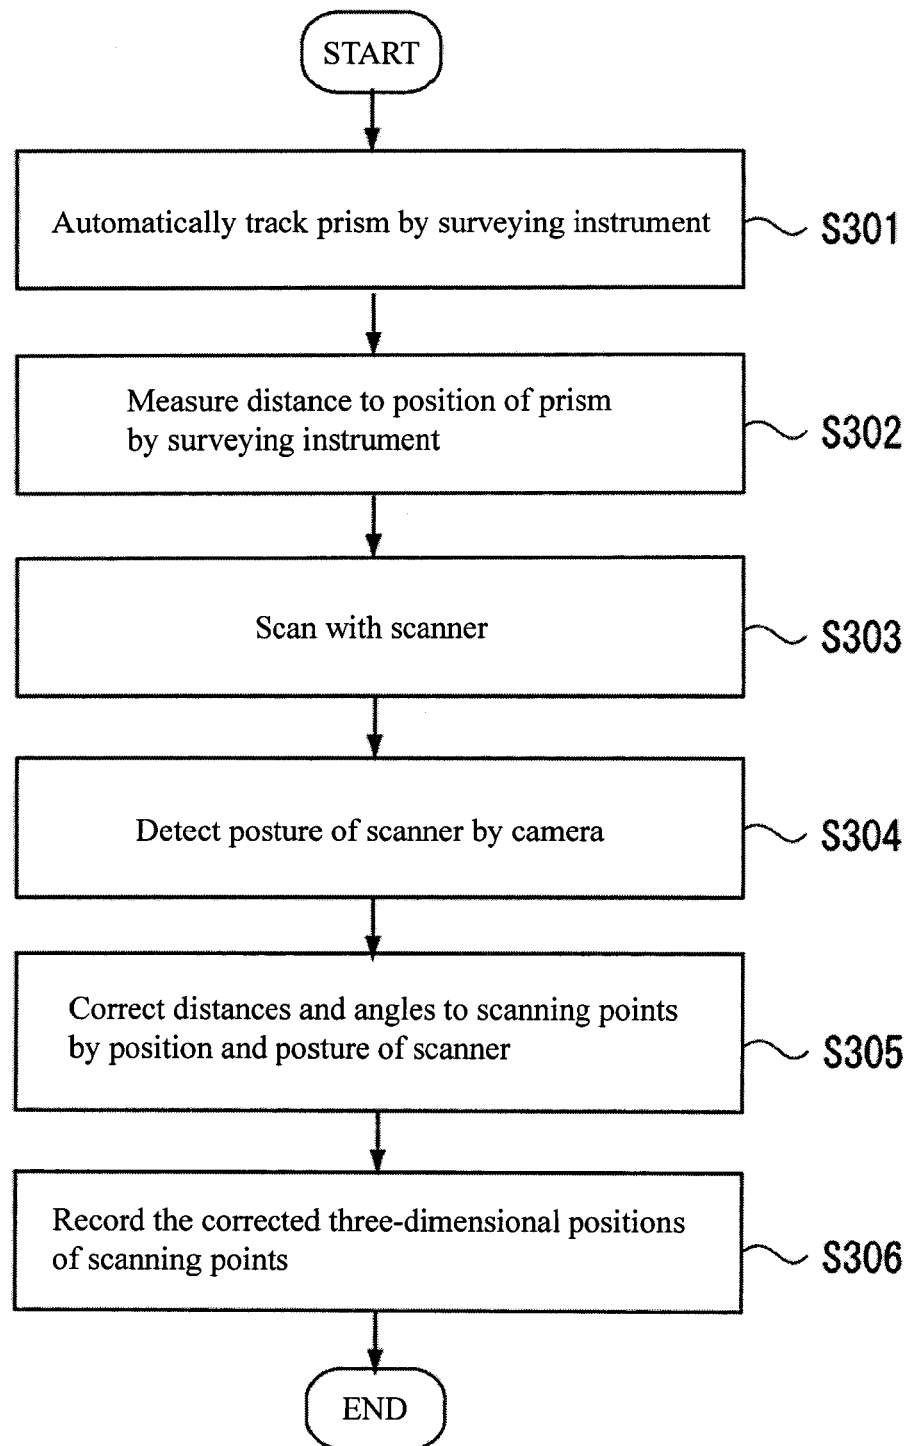 START
Automatically track prism by surveying instrument
S301
Measure distance to position of prism
by surveying instrument
S302
Scan with scanner
S303
Detect posture of scanner by camera
S304
Correct distances and angles to scanning points
by position and posture of scanner
S305
Record the corrected three-dimensional positions
of scanning points
S306
END